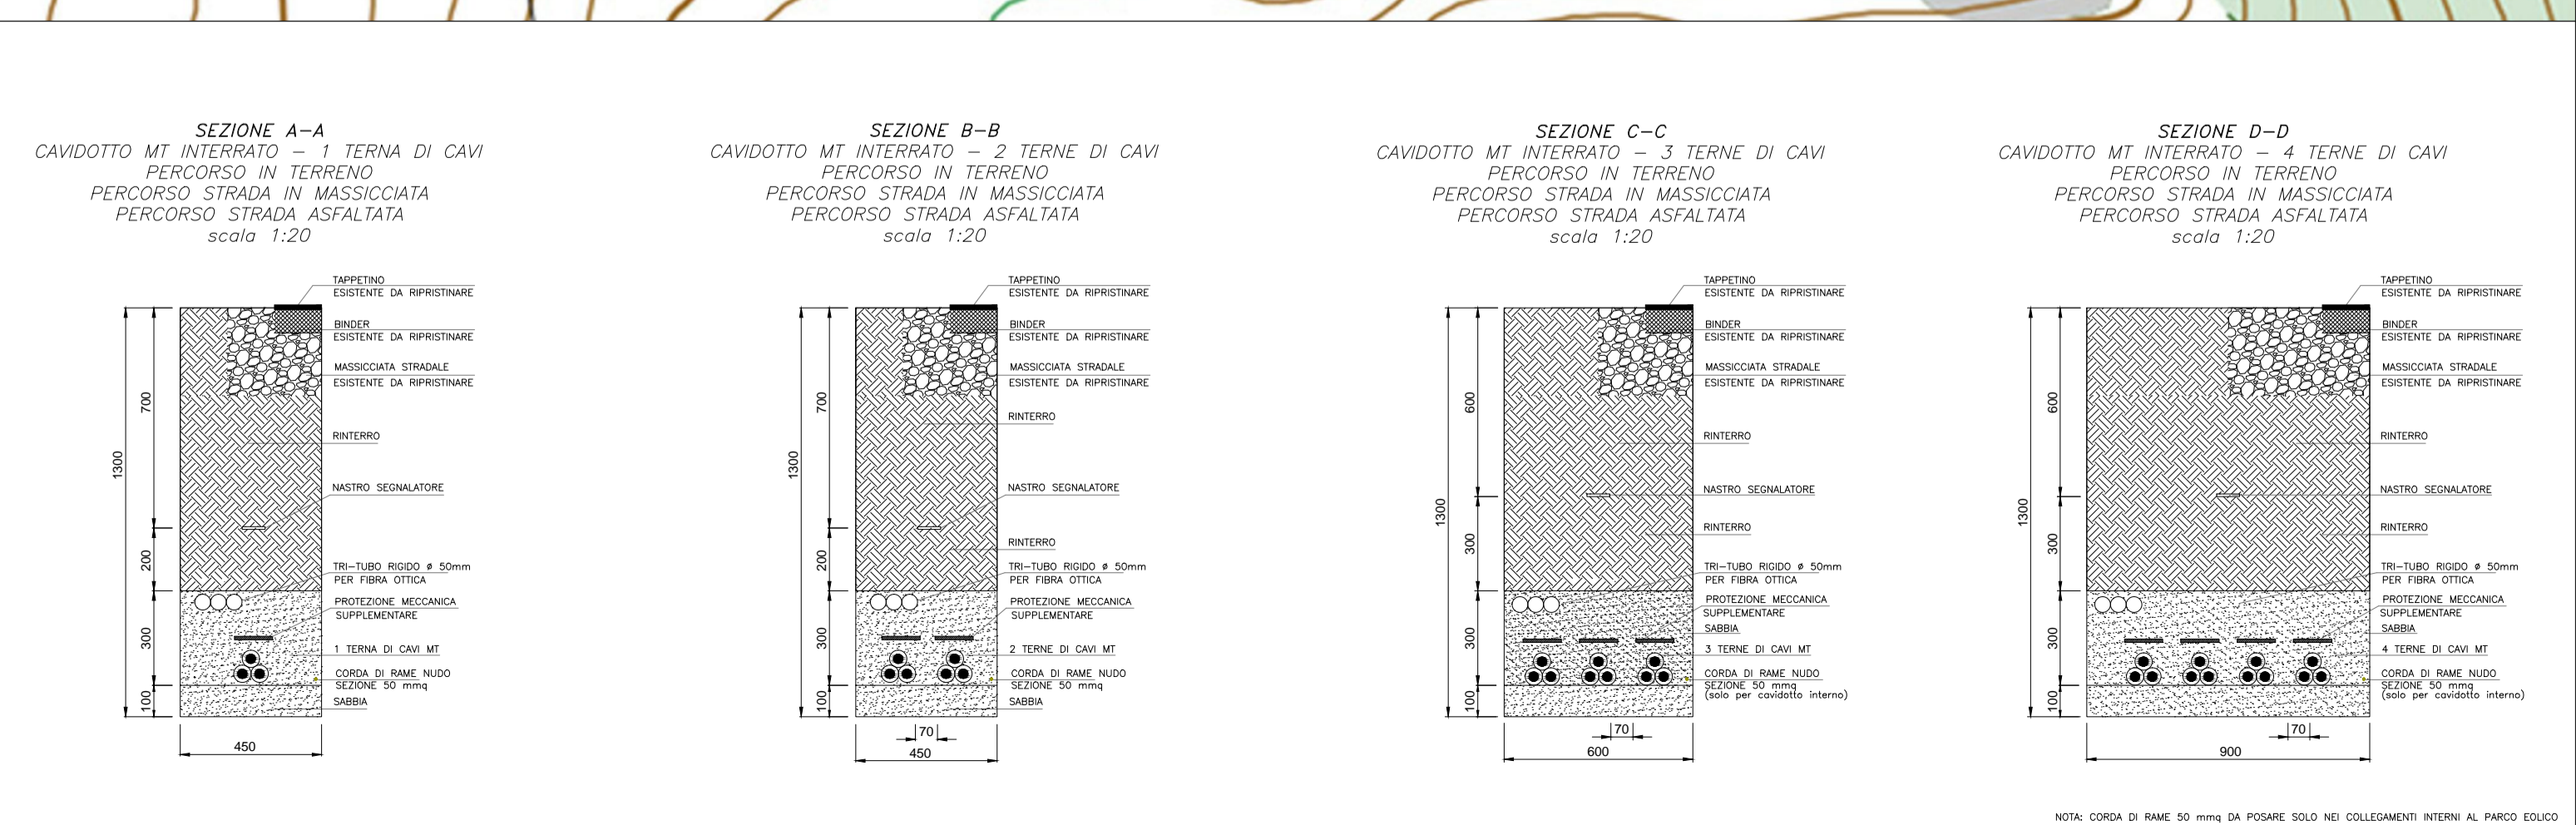 SEZIONE A-A
CAVIDOTTO MT INTERRATO - 1 TERNA DI CAVI
PERCORSO IN TERRENO
PERCORSO STRADA IN MASSICCIATA
PERCORSO STRADA ASFALTATA
scala 1:20
TAPPETINO
ESISTENTE DA RIPRISTINARE
BINDER
ESISTENTE DA RIPRISTINARE
MASSICCIATA STRADALE
ESISTENTE DA RIPRISTINARE
RINTERRO
NASTRO SEGNALATORE
TRI-TUBO RIGIDO ø 50mm
PER FIBRA OTTICA
PROTEZIONE MECCANICA
SUPPLEMENTARE
1 TERNA DI CAVI MT
CORDA DI RAME NUDO
SEZIONE 50 mmq
SABBIA
1300
700
200
300
100
450
SEZIONE B-B
CAVIDOTTO MT INTERRATO - 2 TERNE DI CAVI
PERCORSO IN TERRENO
PERCORSO STRADA IN MASSICCIATA
PERCORSO STRADA ASFALTATA
scala 1:20
TAPPETINO
ESISTENTE DA RIPRISTINARE
BINDER
ESISTENTE DA RIPRISTINARE
MASSICCIATA STRADALE
ESISTENTE DA RIPRISTINARE
RINTERRO
NASTRO SEGNALATORE
RINTERRO
TRI-TUBO RIGIDO ø 50mm
PER FIBRA OTTICA
PROTEZIONE MECCANICA
SUPPLEMENTARE
2 TERNE DI CAVI MT
CORDA DI RAME NUDO
SEZIONE 50 mmq
SABBIA
1300
700
200
300
100
70
450
SEZIONE C-C
CAVIDOTTO MT INTERRATO - 3 TERNE DI CAVI
PERCORSO IN TERRENO
PERCORSO STRADA IN MASSICCIATA
PERCORSO STRADA ASFALTATA
scala 1:20
TAPPETINO
ESISTENTE DA RIPRISTINARE
BINDER
ESISTENTE DA RIPRISTINARE
MASSICCIATA STRADALE
ESISTENTE DA RIPRISTINARE
RINTERRO
NASTRO SEGNALATORE
RINTERRO
TRI-TUBO RIGIDO ø 50mm
PER FIBRA OTTICA
PROTEZIONE MECCANICA
SUPPLEMENTARE
SABBIA
3 TERNE DI CAVI MT
CORDA DI RAME NUDO
SEZIONE 50 mmq
(solo per cavidotto interno)
1300
600
300
300
100
70
600
SEZIONE D-D
CAVIDOTTO MT INTERRATO - 4 TERNE DI CAVI
PERCORSO IN TERRENO
PERCORSO STRADA IN MASSICCIATA
PERCORSO STRADA ASFALTATA
scala 1:20
TAPPETINO
ESISTENTE DA RIPRISTINARE
BINDER
ESISTENTE DA RIPRISTINARE
MASSICCIATA STRADALE
ESISTENTE DA RIPRISTINARE
RINTERRO
NASTRO SEGNALATORE
RINTERRO
TRI-TUBO RIGIDO ø 50mm
PER FIBRA OTTICA
PROTEZIONE MECCANICA
SUPPLEMENTARE
SABBIA
4 TERNE DI CAVI MT
CORDA DI RAME NUDO
SEZIONE 50 mmq
(solo per cavidotto interno)
1300
600
300
300
100
70
900
NOTA: CORDA DI RAME 50 mmq DA POSARE SOLO NEI COLLEGAMENTI INTERNI AL PARCO EOLICO